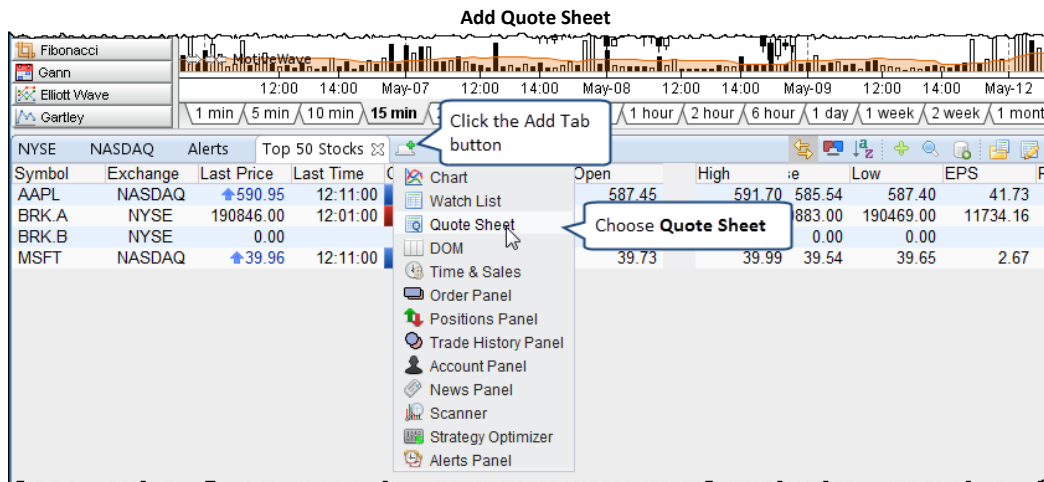 Add Quote Sheet
Fibonacci
Gann
Elliott Wave
Gartley
MotiveWave
12:00 14:00 May-07 12:00 14:00 May-08 12:00 14:00 May-09 12:00 14:00 May-12
1 min 5 min 10 min 15 min 1 hour 2 hour 6 hour 1 day 1 week 2 week 1 mont
Click the Add Tab
button
NYSE NASDAQ Alerts Top 50 Stocks
Symbol Exchange Last Price Last Time Open High Low EPS
AAPL NASDAQ 590.95 12:11:00 587.45 591.70 585.54 587.40 41.73
BRK.A NYSE 190846.00 12:01:00 883.00 190469.00 11734.16
BRK.B NYSE 0.00 0.00 0.00
MSFT NASDAQ 39.96 12:11:00 39.73 39.99 39.54 39.65 2.67
Chart
Watch List
Quote Sheet
DOM
Time & Sales
Order Panel
Positions Panel
Trade History Panel
Account Panel
News Panel
Scanner
Strategy Optimizer
Alerts Panel
Choose Quote Sheet